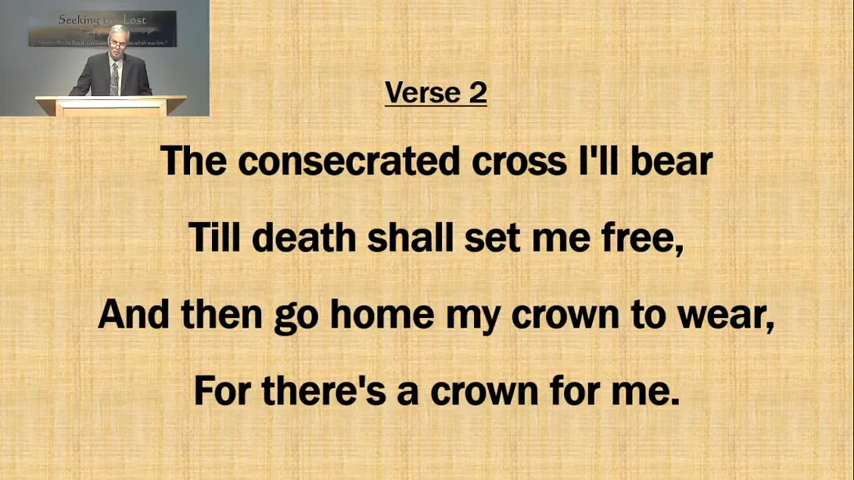 Seeking the Lost
Verse 2
The consecrated cross I'll bear
Till death shall set me free,
And then go home my crown to wear,
For there's a crown for me.